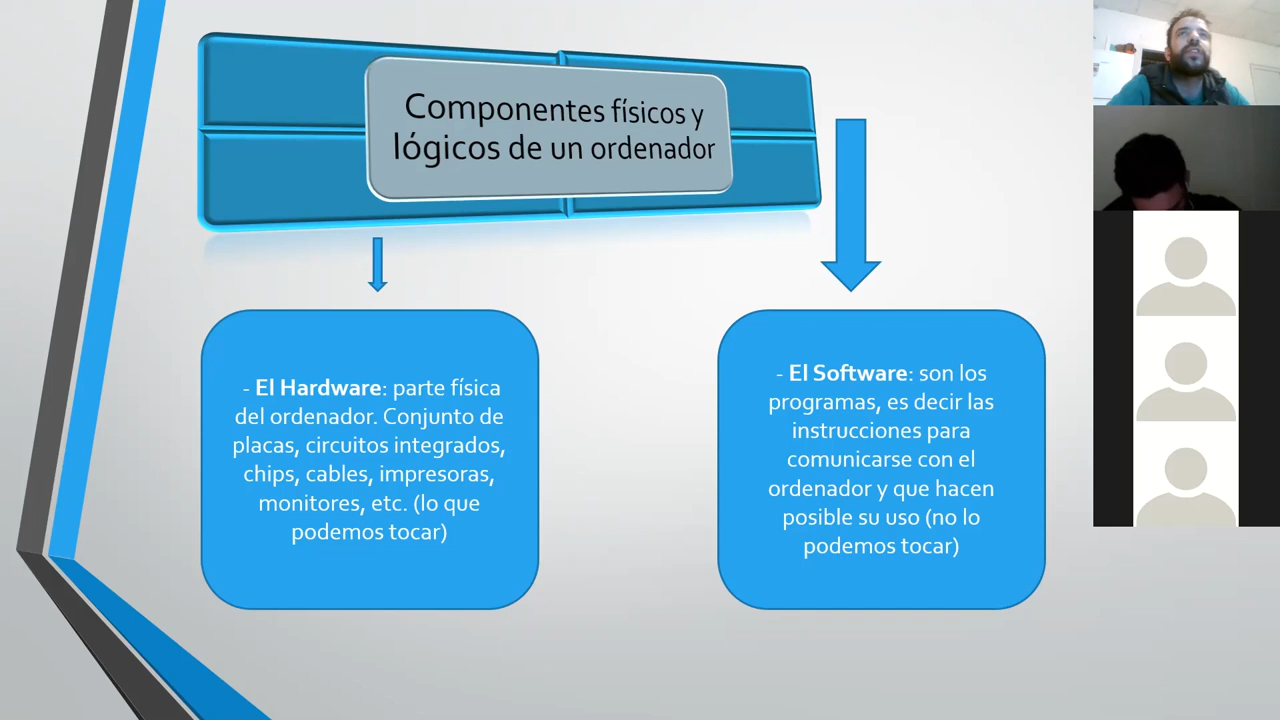 Componentes físicos y
lógicos de un ordenador
- El Hardware: parte física
del ordenador. Conjunto de
placas, circuitos integrados,
chips, cables, impresoras,
monitores, etc. (lo que
podemos tocar)
- El Software: son los
programas, es decir las
instrucciones para
comunicarse con el
ordenador y que hacen
posible su uso (no lo
podemos tocar)